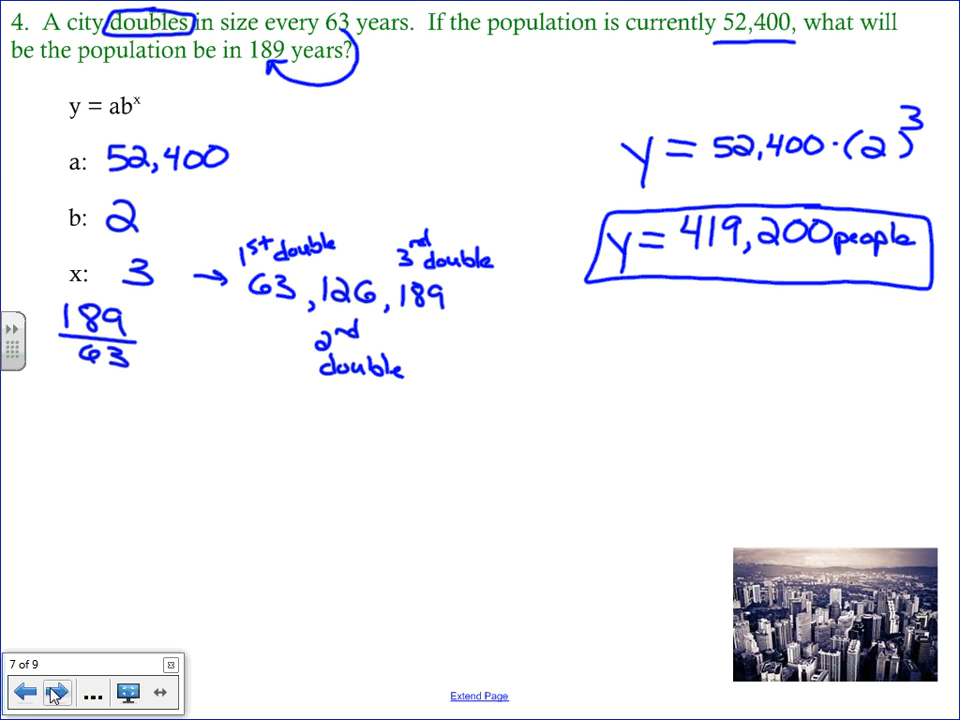 4. A city doubles in size every 63 years. If the population is currently 52,400, what will
be the population be in 189 years?
y = abˣ
a: 52,400
b: 2
x: 3 → 63, 126, 189
1st double
3rd double
2nd
double
189
63
y = 52,400 · (2)³
y = 419,200 people
7 of 9
...
Extend Page